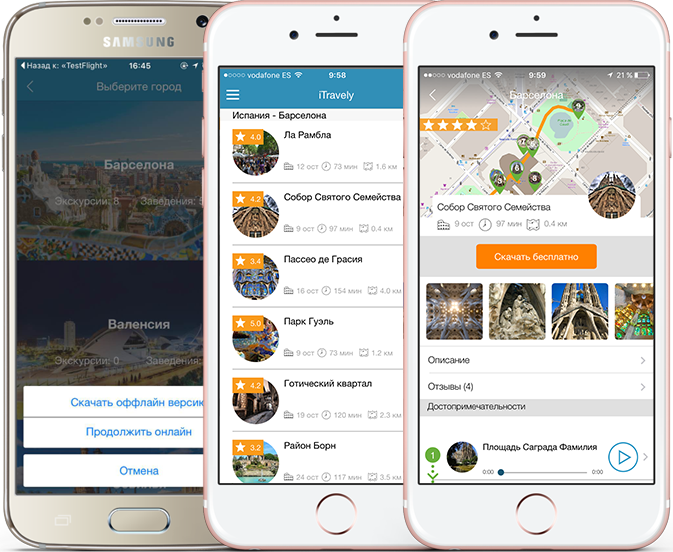 SAMSUNG
Назад к: «TestFlight»
16:45
Выберите город
Барселона
Экскурсии: 8 Заведения:
Валенсия
Экскурсии: 0 Заведения:
Скачать оффлайн верси
Продолжить онлайн
Отмена
vodafone ES 9:58
iTravely
Испания - Барселона
4.0 Ла Рамбла
12 ост 73 мин 1.6 км
4.2 Собор Святого Семейства
9 ост 97 мин 0.4 км
3.4 Пассео де Грасия
16 ост 154 мин 4.0 км
5.0 Парк Гуэль
9 ост 73 мин 1.2 км
4.2 Готический квартал
19 ост 120 мин 2.3 км
3.2 Район Борн
24 ост 117 мин 3.5 км
vodafone ES 9:59 21 %
Барселона
Собор Святого Семейства
9 ост 97 мин 0.4 км
Скачать бесплатно
Описание
Отзывы (4)
Достопримечательности
1 Площадь Саграда Фамилия
0:00 0:00